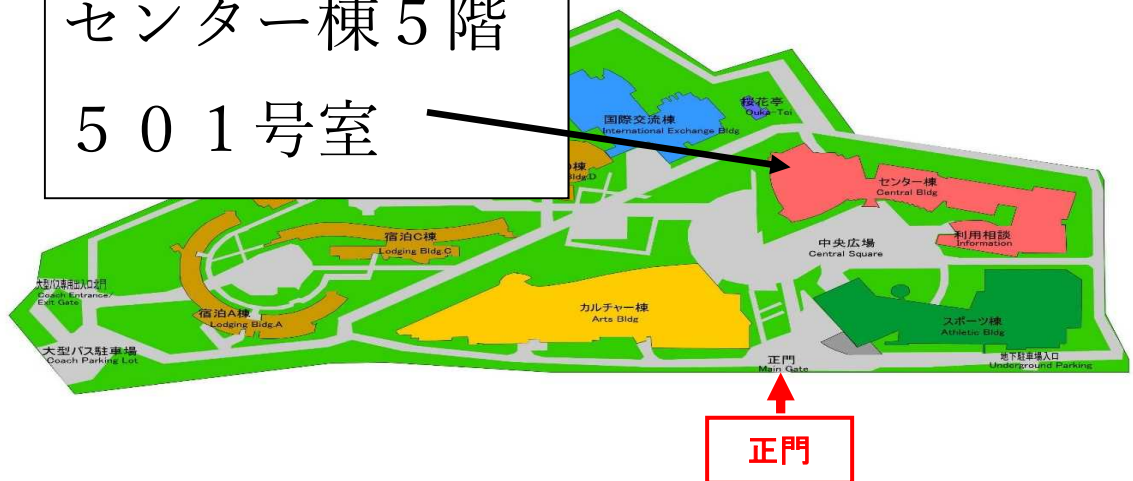 センター棟５階
５０１号室
桜花亭
Ouka-Tei
国際交流棟
International Exchange Bldg
棟
Bldg.D
センター棟
Central Bldg
利用相談
Information
中央広場
Central Square
宿泊C棟
Lodging Bldg.C
大型バス専用出入口北門
Coach Entrance/
Exit Gate
宿泊A棟
Lodging Bldg.A
カルチャー棟
Arts Bldg
スポーツ棟
Athletic Bldg
大型バス駐車場
Coach Parking Lot
正門
Main Gate
地下駐車場入口
Underground Parking
正門